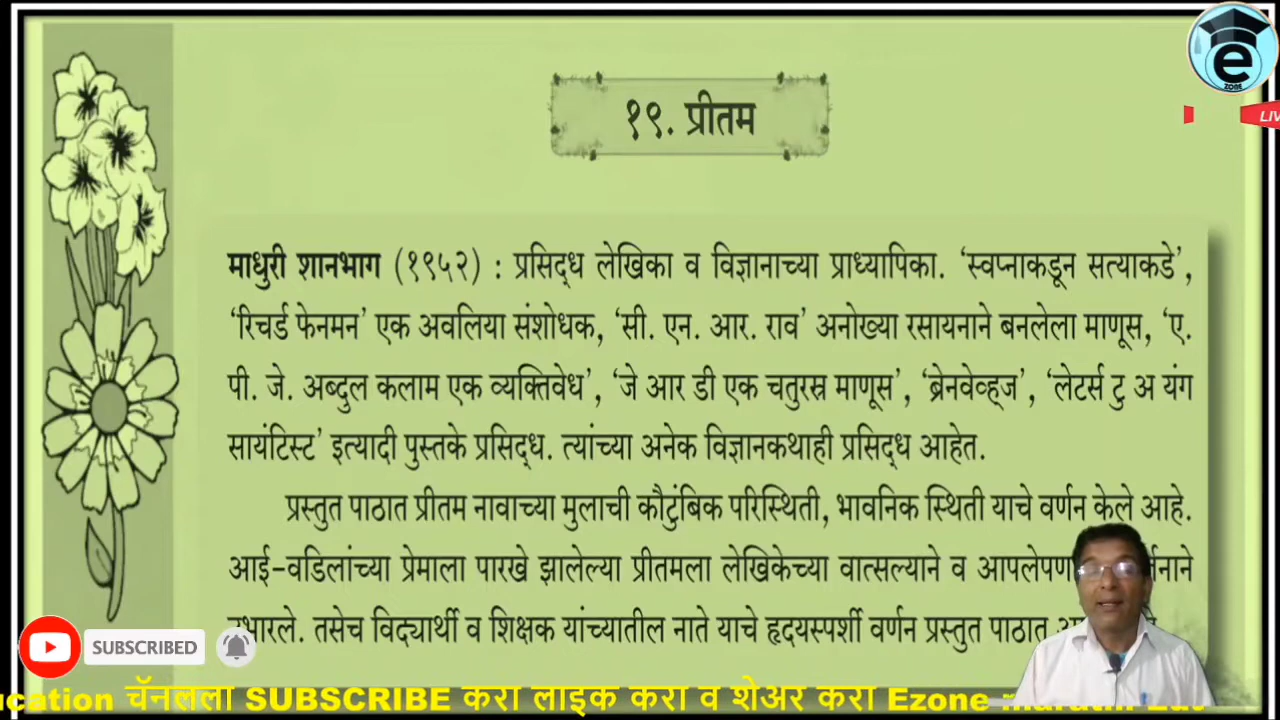 e
ZONE
LIV
१९. प्रीतम
माधुरी शानभाग (१९५२) : प्रसिद्ध लेखिका व विज्ञानाच्या प्राध्यापिका. ‘स्वप्नाकडून सत्याकडे’,
‘रिचर्ड फेनमन’ एक अवलिया संशोधक, ‘सी. एन. आर. राव’ अनोख्या रसायनाने बनलेला माणूस, ‘ए.
पी. जे. अब्दुल कलाम एक व्यक्तिवेध’, ‘जे आर डी एक चतुरस्र माणूस’, ‘ब्रेनवेव्ह्ज’, ‘लेटर्स टु अ यंग
सायंटिस्ट’ इत्यादी पुस्तके प्रसिद्ध. त्यांच्या अनेक विज्ञानकथाही प्रसिद्ध आहेत.
प्रस्तुत पाठात प्रीतम नावाच्या मुलाची कौटुंबिक परिस्थिती, भावनिक स्थिती याचे वर्णन केले आहे.
आई-वडिलांच्या प्रेमाला पारखे झालेल्या प्रीतमला लेखिकेच्या वात्सल्याने व
तसेच विद्यार्थी व शिक्षक यांच्यातील नाते याचे हृदयस्पर्शी वर्णन प्रस्तुत पाठात
SUBSCRIBED
चॅनलला SUBSCRIBE करा लाइक करा व शेअर करा Ezone